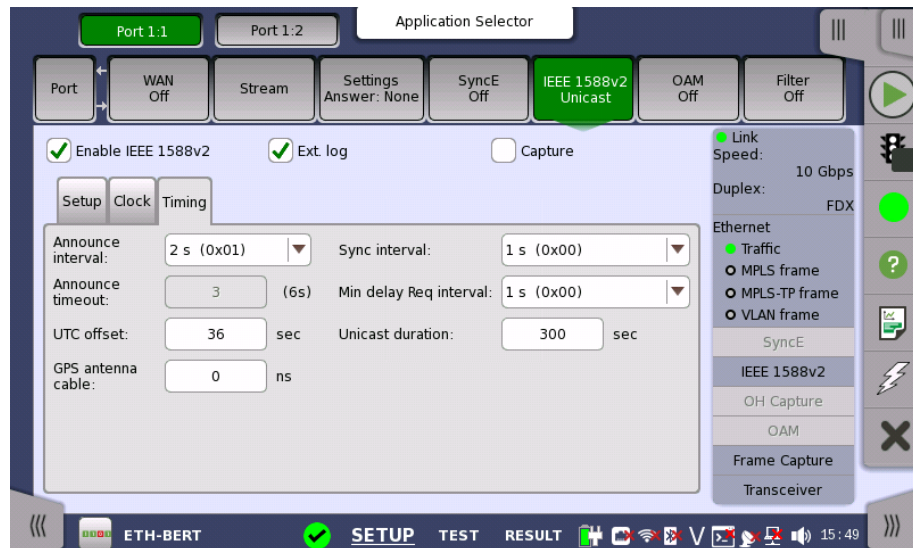 Application Selector
Port 1:1
Port 1:2
Port
WAN
Off
Stream
Settings
Answer: None
SyncE
Off
IEEE 1588v2
Unicast
OAM
Off
Filter
Off
Enable IEEE 1588v2
Ext. log
Capture
Setup
Clock
Timing
Announce
interval:
2 s (0x01)
Sync interval:
1 s (0x00)
Announce
timeout:
3
(6s)
Min delay Req interval:
1 s (0x00)
UTC offset:
36
sec
Unicast duration:
300
sec
GPS antenna
cable:
0
ns
Link
Speed:
10 Gbps
Duplex:
FDX
Ethernet
Traffic
MPLS frame
MPLS-TP frame
VLAN frame
SyncE
IEEE 1588v2
OH Capture
OAM
Frame Capture
Transceiver
ETH-BERT
SETUP
TEST
RESULT
V
15:49